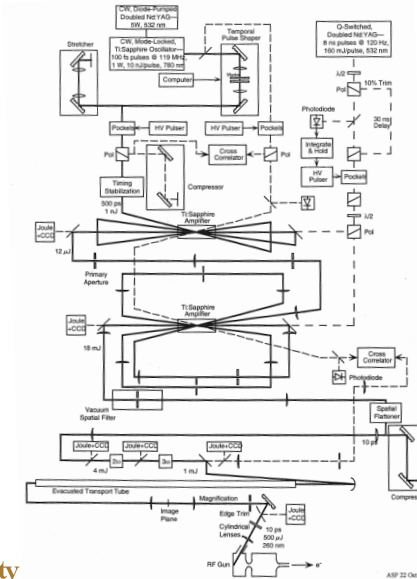 CW, Diode-Pumped
Doubled Nd:YAG—
5W, 532 nm
CW, Mode-Locked,
Ti:Sapphire Oscillator—
100 fs pulses @ 119 MHz,
1 W, 10 nJ/pulse, 780 nm
Stretcher
Temporal
Pulse Shaper
Computer
Mask
Q-Switched,
Doubled Nd:YAG—
8 ns pulses @ 120 Hz,
160 mJ/pulse, 532 nm
λ/2
Pol
10% Trim
Photodiode
30 ns
Delay
Integrate
& Hold
HV
Pulser
Pockels
Pockels
HV Pulser
HV Pulser
Pockels
Pol
Cross
Correlator
Pol
Timing
Stabilization
Compressor
500 ps
1 nJ
λ/2
Pol
Ti:Sapphire
Amplifier
Joule
+CCD
12 μJ
Primary
Aperture
Ti:Sapphire
Amplifier
Joule
+CCD
18 mJ
Cross
Correlator
Photodiode
Vacuum
Spatial Filter
Spatial
Flattener
10 ps
Joule+CCD
Joule+CCD
Joule+CCD
2ω
3ω
4 mJ
1 mJ
Compres
Evacuated Transport Tube
Magnification
Image
Plane
Edge Trim
Joule
+CCD
Cylindrical
Lenses
10 ps
500 μJ
260 nm
RF Gun
e-
tv
ASP 22 Oct